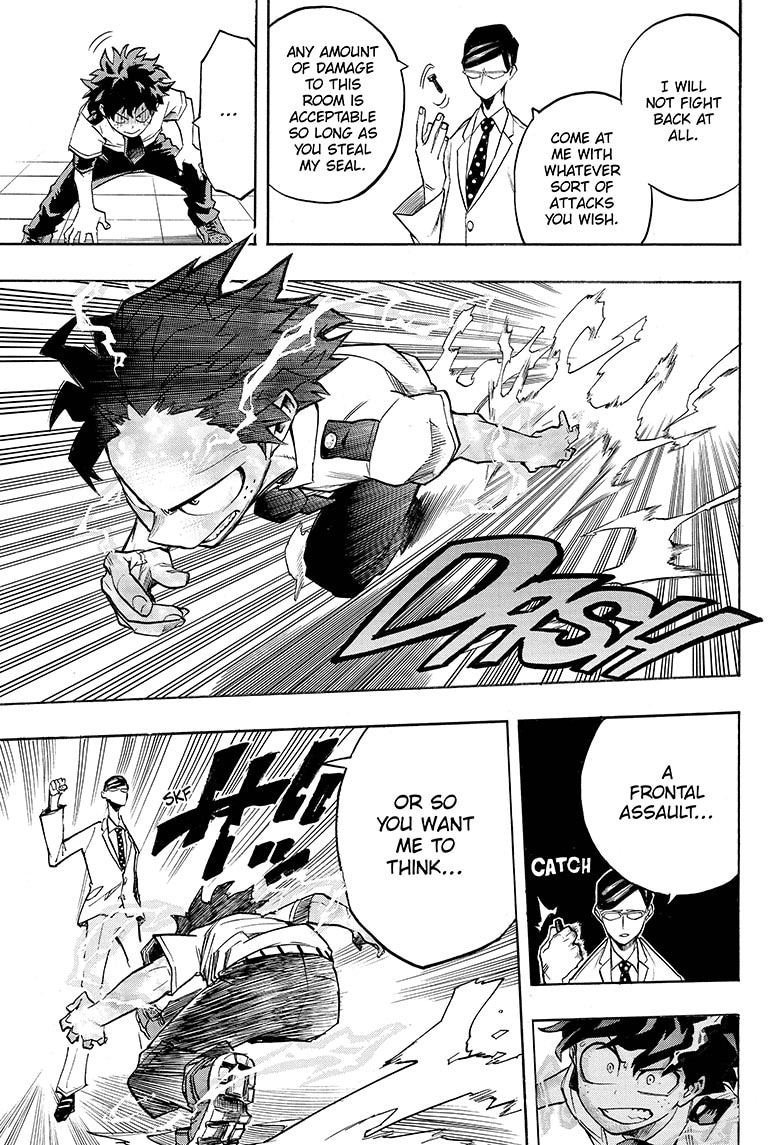 I WILL
NOT FIGHT
BACK AT
ALL.
COME AT
ME WITH
WHATEVER
SORT OF
ATTACKS
YOU WISH.
ANY AMOUNT
OF DAMAGE
TO THIS
ROOM IS
ACCEPTABLE
SO LONG AS
YOU STEAL
MY SEAL.
...
DASH
A
FRONTAL
ASSAULT...
CATCH
OR SO
YOU WANT
ME TO
THINK...
SKF